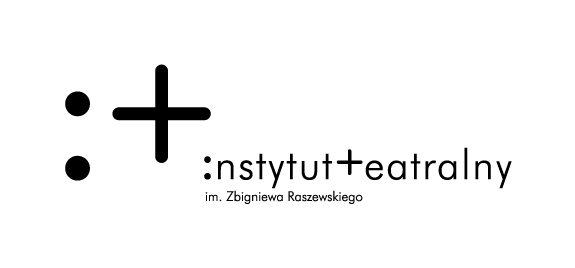 :+
:nstytut+eatralny
im. Zbigniewa Raszewskiego